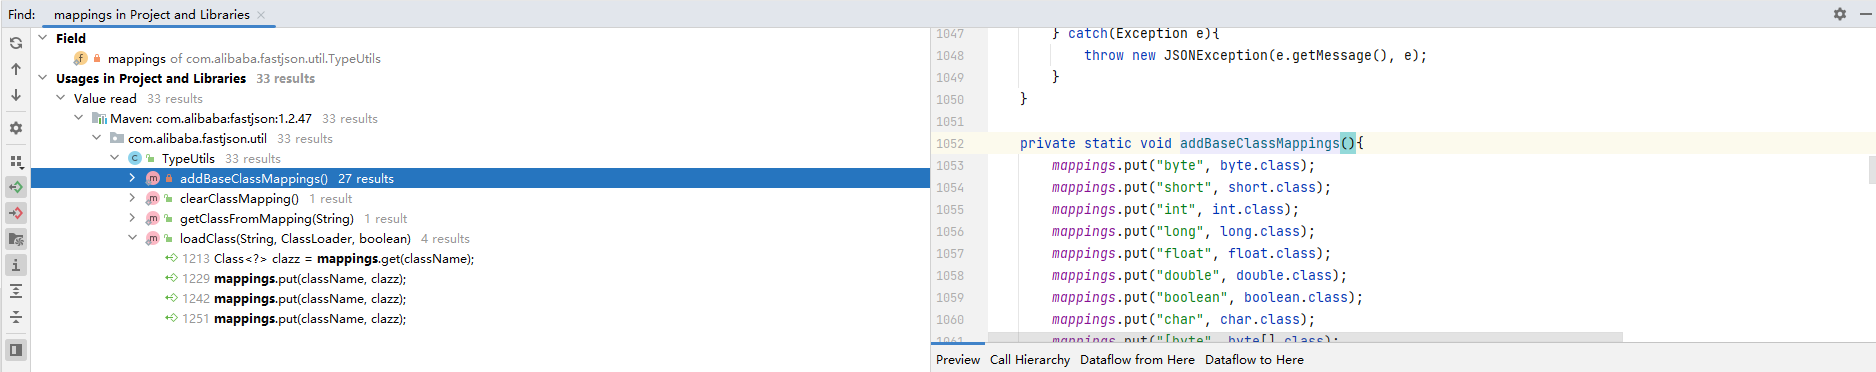 Find: mappings in Project and Libraries
Field
mappings of com.alibaba.fastjson.util.TypeUtils
Usages in Project and Libraries 33 results
Value read 33 results
Maven: com.alibaba:fastjson:1.2.47 33 results
com.alibaba.fastjson.util 33 results
TypeUtils 33 results
addBaseClassMappings() 27 results
clearClassMapping() 1 result
getClassFromMapping(String) 1 result
loadClass(String, ClassLoader, boolean) 4 results
1213 Class<?> clazz = mappings.get(className);
1229 mappings.put(className, clazz);
1242 mappings.put(className, clazz);
1251 mappings.put(className, clazz);
1047 } catch(Exception e){
1048 throw new JSONException(e.getMessage(), e);
1049 }
1050 }
1051
1052 private static void addBaseClassMappings(){
1053 mappings.put("byte", byte.class);
1054 mappings.put("short", short.class);
1055 mappings.put("int", int.class);
1056 mappings.put("long", long.class);
1057 mappings.put("float", float.class);
1058 mappings.put("double", double.class);
1059 mappings.put("boolean", boolean.class);
1060 mappings.put("char", char.class);
1061 mappings.put("[byte", byte[].class);
Preview Call Hierarchy Dataflow from Here Dataflow to Here